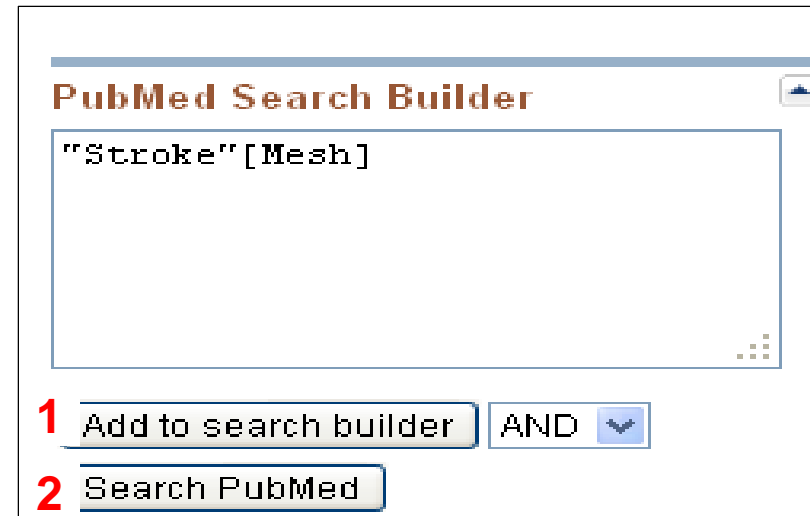 PubMed Search Builder
"Stroke"[Mesh]
1 Add to search builder AND
2 Search PubMed